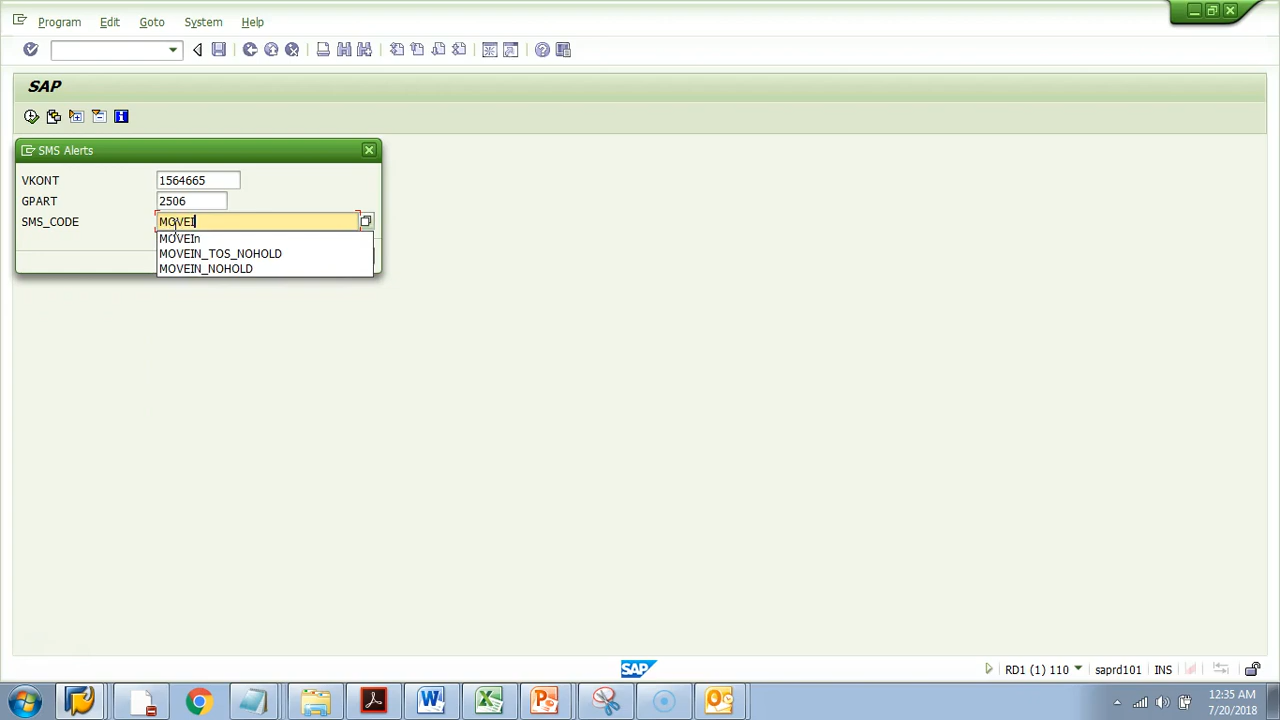 Program Edit Goto System Help
SAP
SMS Alerts
VKONT 1564665
GPART 2506
SMS_CODE MOVEI
MOVEIn
MOVEIN_TOS_NOHOLD
MOVEIN_NOHOLD
SAP RD1 (1) 110 saprd101 INS
12:35 AM
7/20/2018